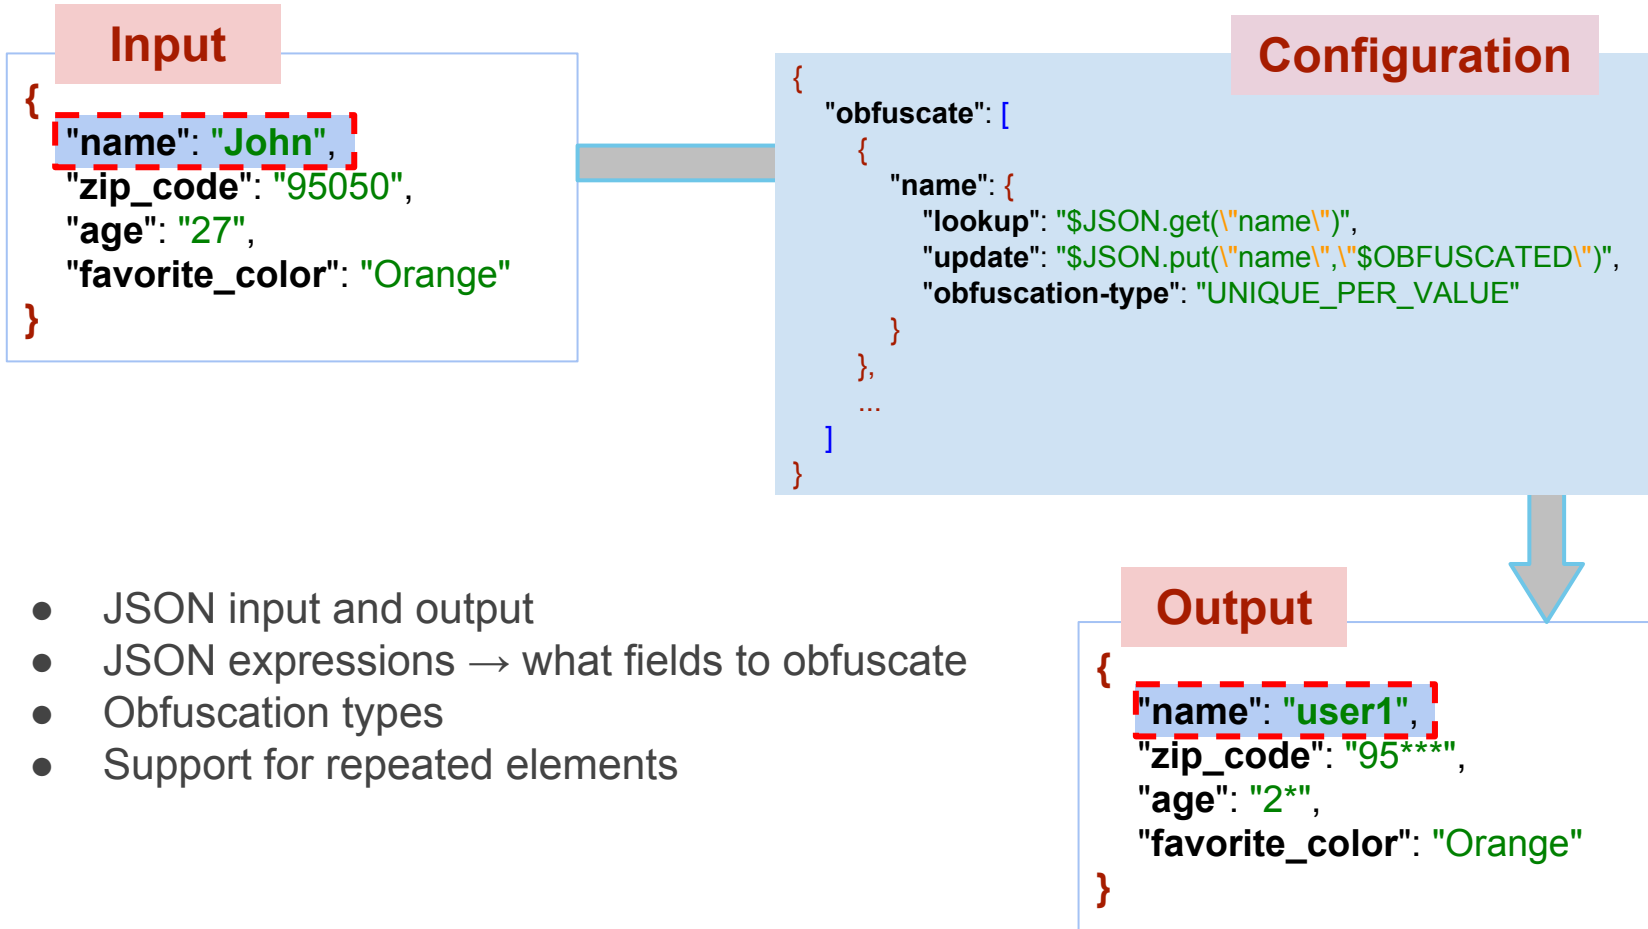 Input
{
"name": "John",
"zip_code": "95050",
"age": "27",
"favorite_color": "Orange"
}
Configuration
{
"obfuscate": [
{
"name": {
"lookup": "$JSON.get(\"name\")",
"update": "$JSON.put(\"name\",\"$OBFUSCATED\")",
"obfuscation-type": "UNIQUE_PER_VALUE"
}
},
...
]
}
● JSON input and output
● JSON expressions → what fields to obfuscate
● Obfuscation types
● Support for repeated elements
Output
{
"name": "user1",
"zip_code": "95***",
"age": "2*",
"favorite_color": "Orange"
}